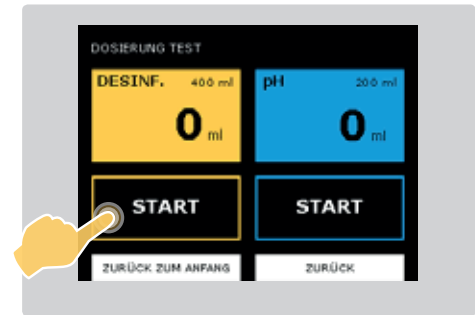 DOSIERUNG TEST
DESINF. 400 ml
0 ml
pH 200 ml
0 ml
START
START
ZURÜCK ZUM ANFANG
ZURÜCK